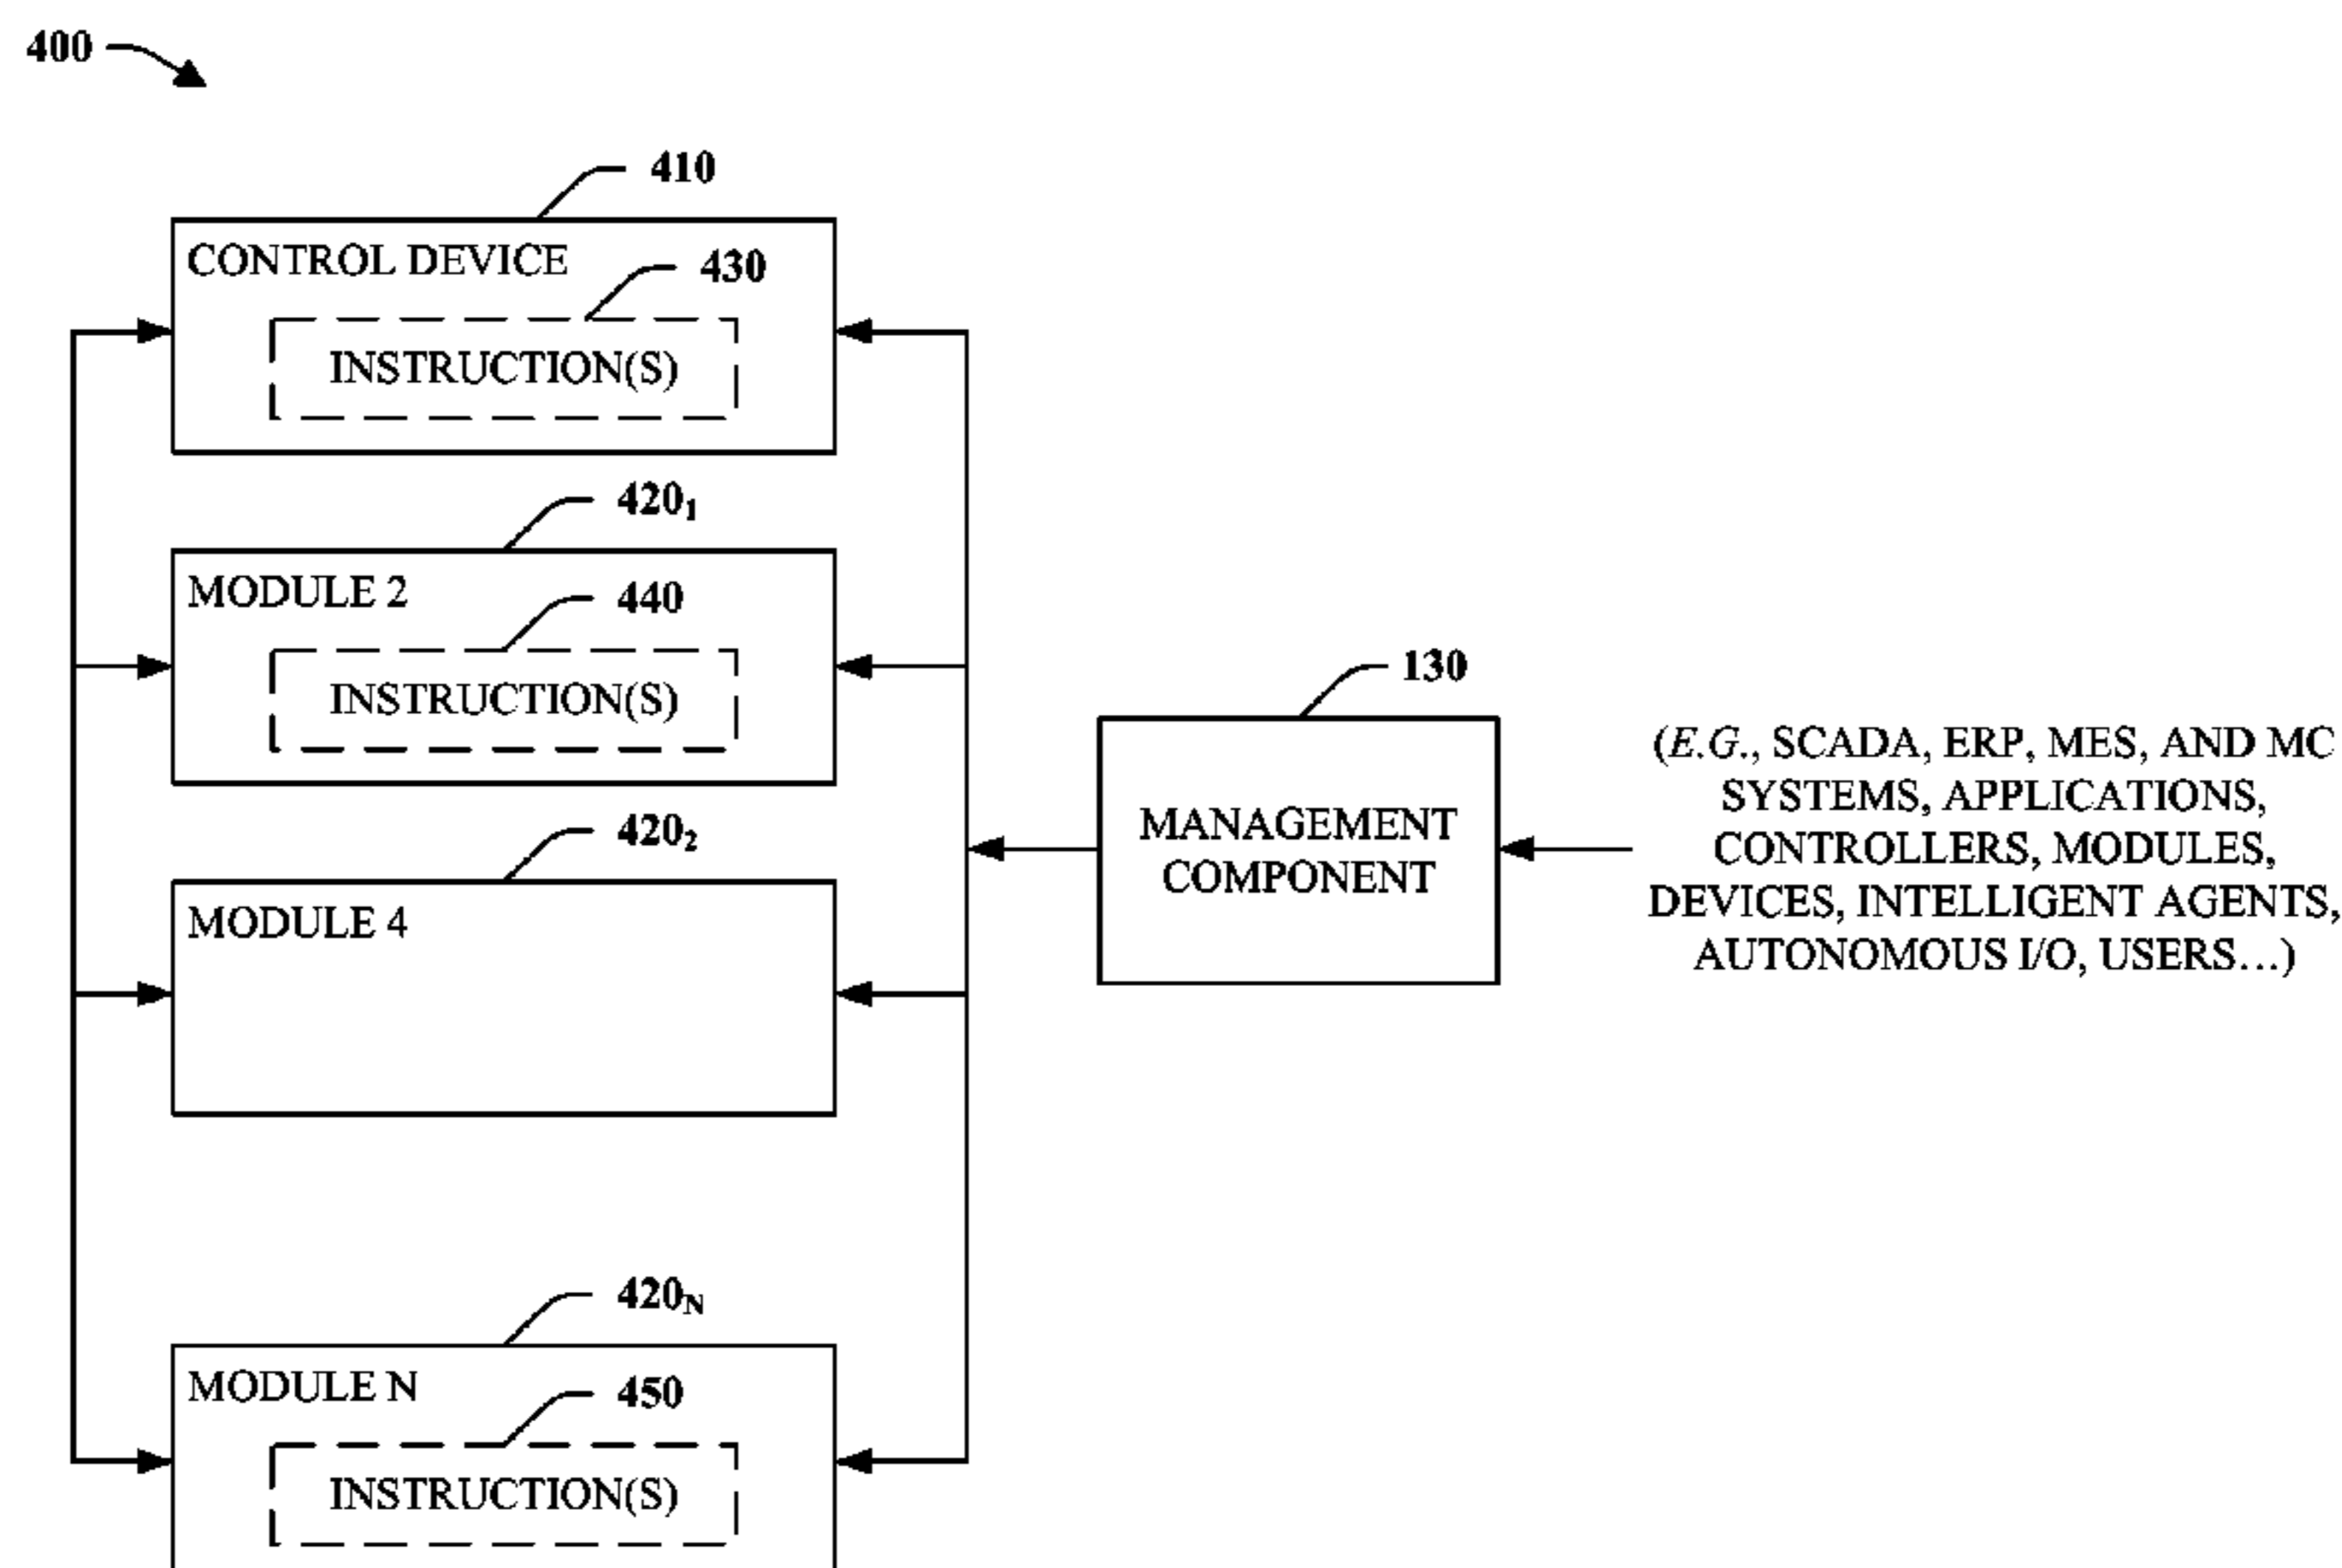 400
410
CONTROL DEVICE
430
INSTRUCTION(S)
420₁
MODULE 2
440
INSTRUCTION(S)
420₂
MODULE 4
420ₙ
MODULE N
450
INSTRUCTION(S)
130
MANAGEMENT
COMPONENT
(E.G., SCADA, ERP, MES, AND MC
SYSTEMS, APPLICATIONS,
CONTROLLERS, MODULES,
DEVICES, INTELLIGENT AGENTS,
AUTONOMOUS I/O, USERS…)